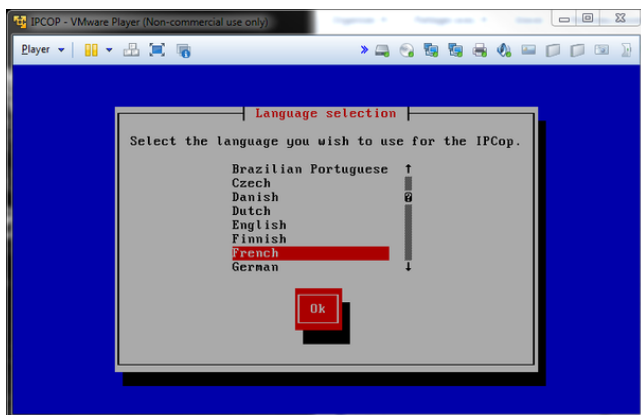 IPCOP - VMware Player (Non-commercial use only)
Player
Language selection
Select the language you wish to use for the IPCop.
Brazilian Portuguese
Czech
Danish
Dutch
English
Finnish
French
German
Ok